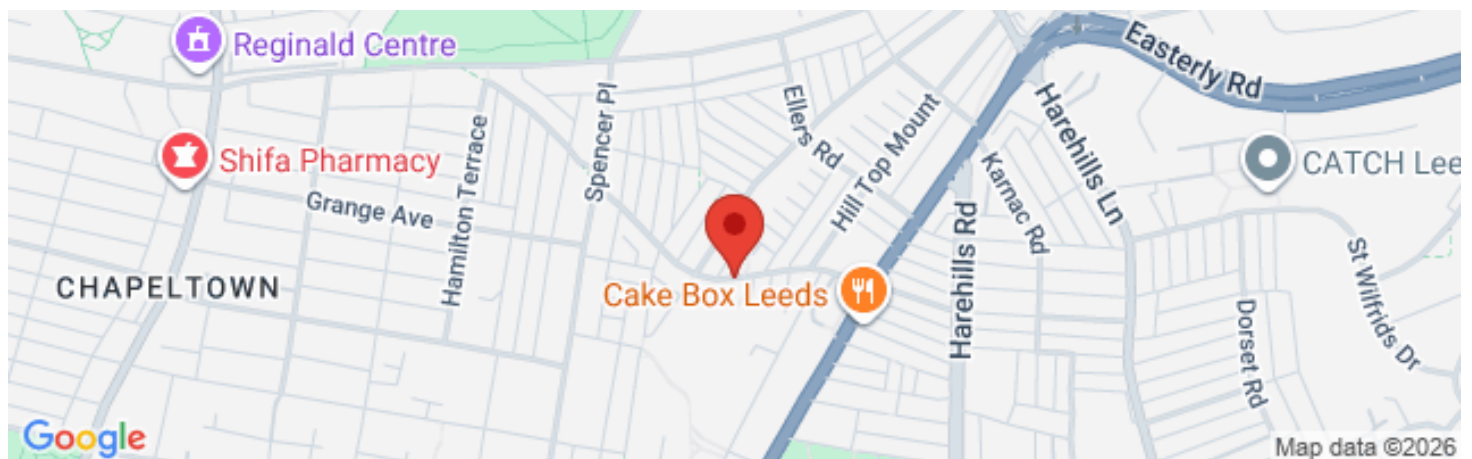 Reginald Centre
Easterly Rd
Shifa Pharmacy
Grange Ave
Hamilton Terrace
Spencer Pl
Ellers Rd
Hill Top Mount
Harehills Ln
Karnac Rd
CATCH Lee
CHAPELTOWN
Cake Box Leeds
Harehills Rd
St Wilfrids Dr
Dorset Rd
Google
Map data ©2026